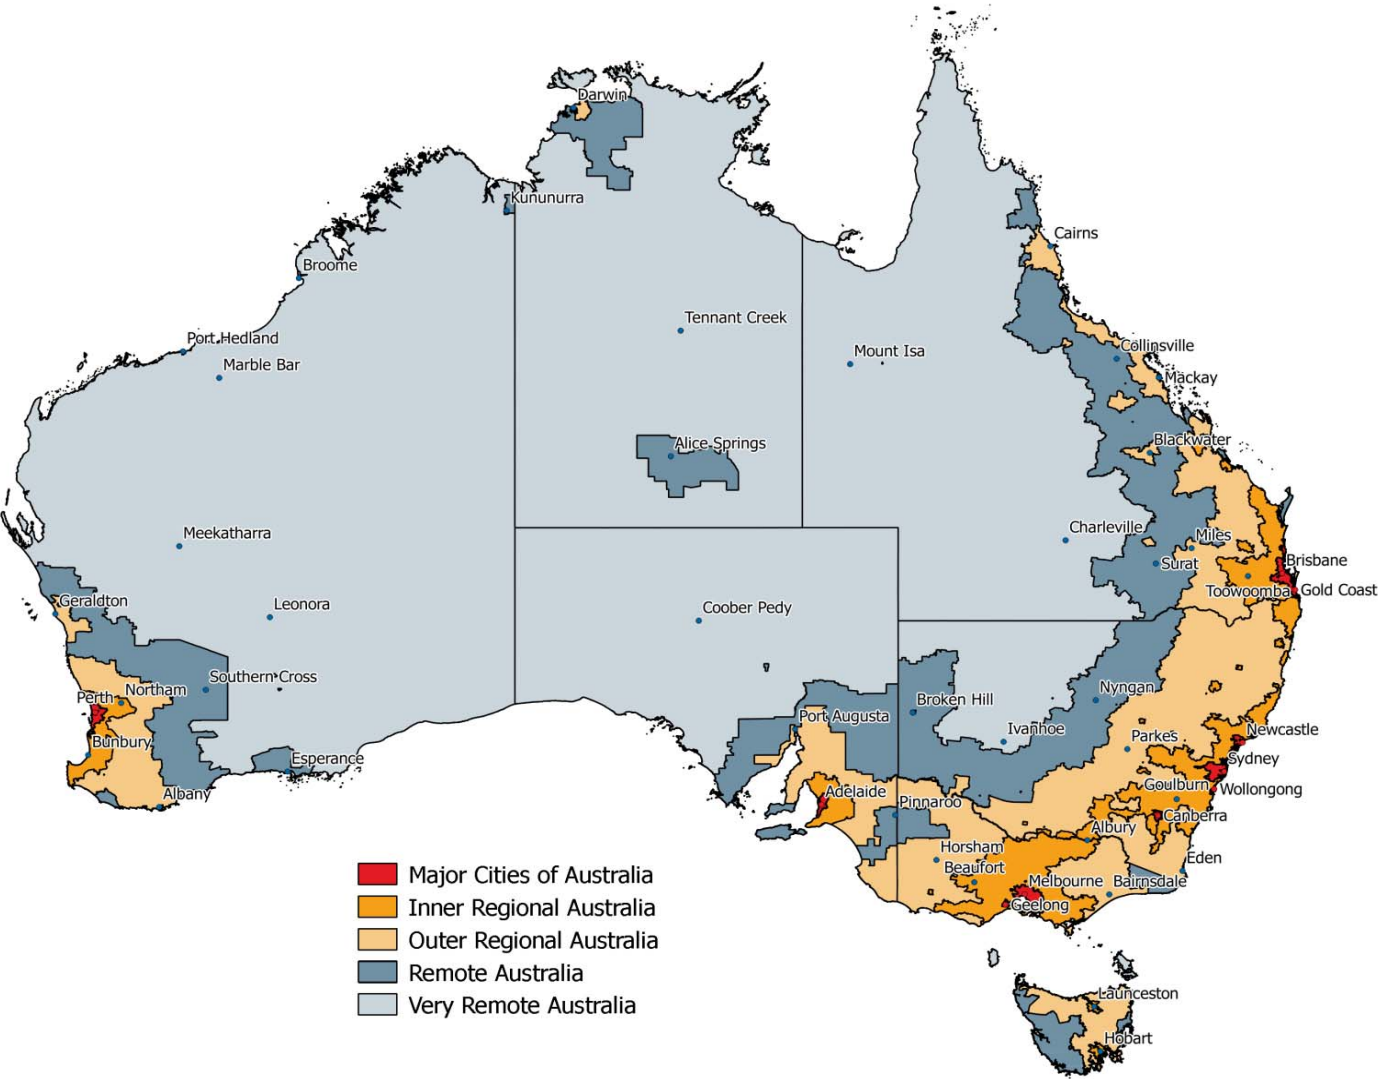 Darwin
Kununurra
Cairns
Broome
Tennant Creek
Port Hedland
Collinsville
Mount Isa
Marble Bar
Mackay
Alice Springs
Blackwater
Charleville
Meekatharra
Miles
Brisbane
Surat
Toowoomba
Gold Coast
Geraldton
Leonora
Coober Pedy
Southern Cross
Northam
Perth
Nyngan
Broken Hill
Port Augusta
Ivanhoe
Newcastle
Parkes
Bunbury
Esperance
Sydney
Goulburn
Wollongong
Albany
Adelaide
Pinnaroo
Canberra
Albury
Horsham
Eden
Beaufort
Melbourne
Bairnsdale
Geelong
Major Cities of Australia
Inner Regional Australia
Outer Regional Australia
Remote Australia
Very Remote Australia
Launceston
Hobart